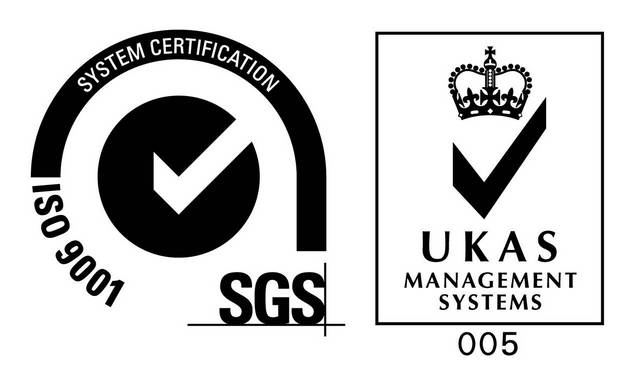 SYSTEM CERTIFICATION
ISO 9001
SGS
UKAS
MANAGEMENT
SYSTEMS
005